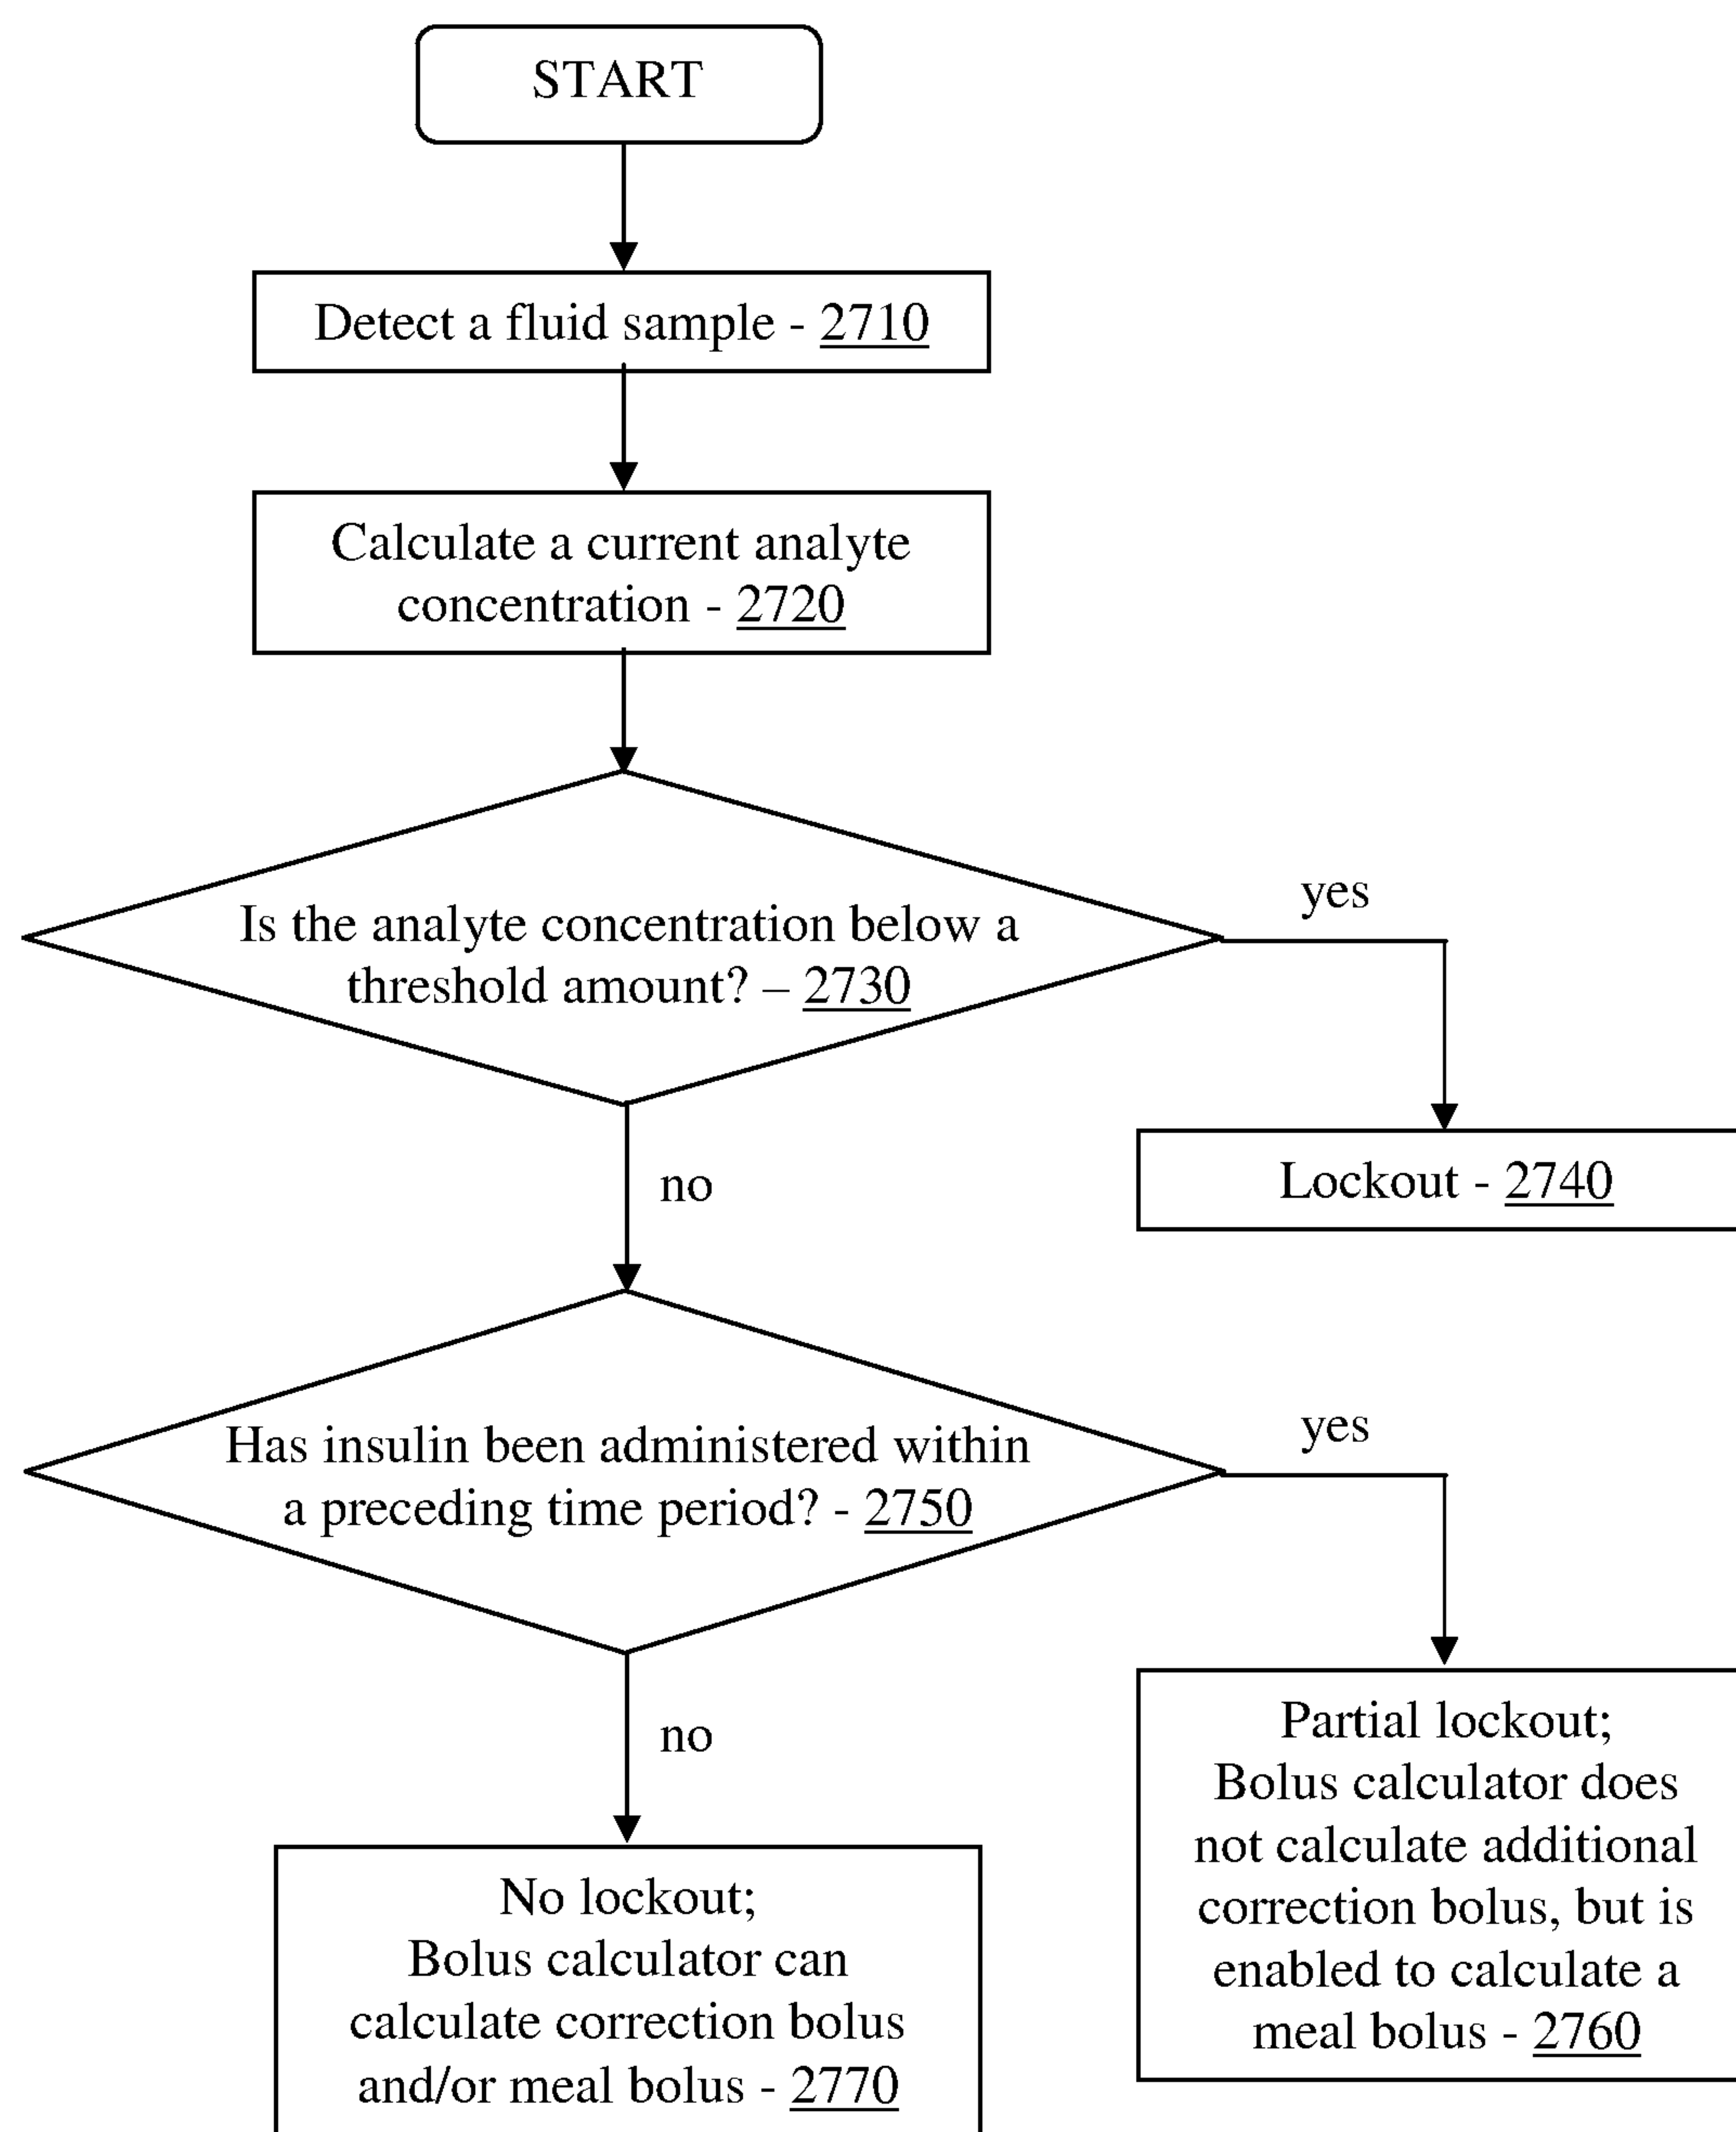 START
Detect a fluid sample - 2710
Calculate a current analyte
concentration - 2720
Is the analyte concentration below a
threshold amount? – 2730
yes
Lockout - 2740
no
Has insulin been administered within
a preceding time period? - 2750
yes
Partial lockout;
Bolus calculator does
not calculate additional
correction bolus, but is
enabled to calculate a
meal bolus - 2760
no
No lockout;
Bolus calculator can
calculate correction bolus
and/or meal bolus - 2770